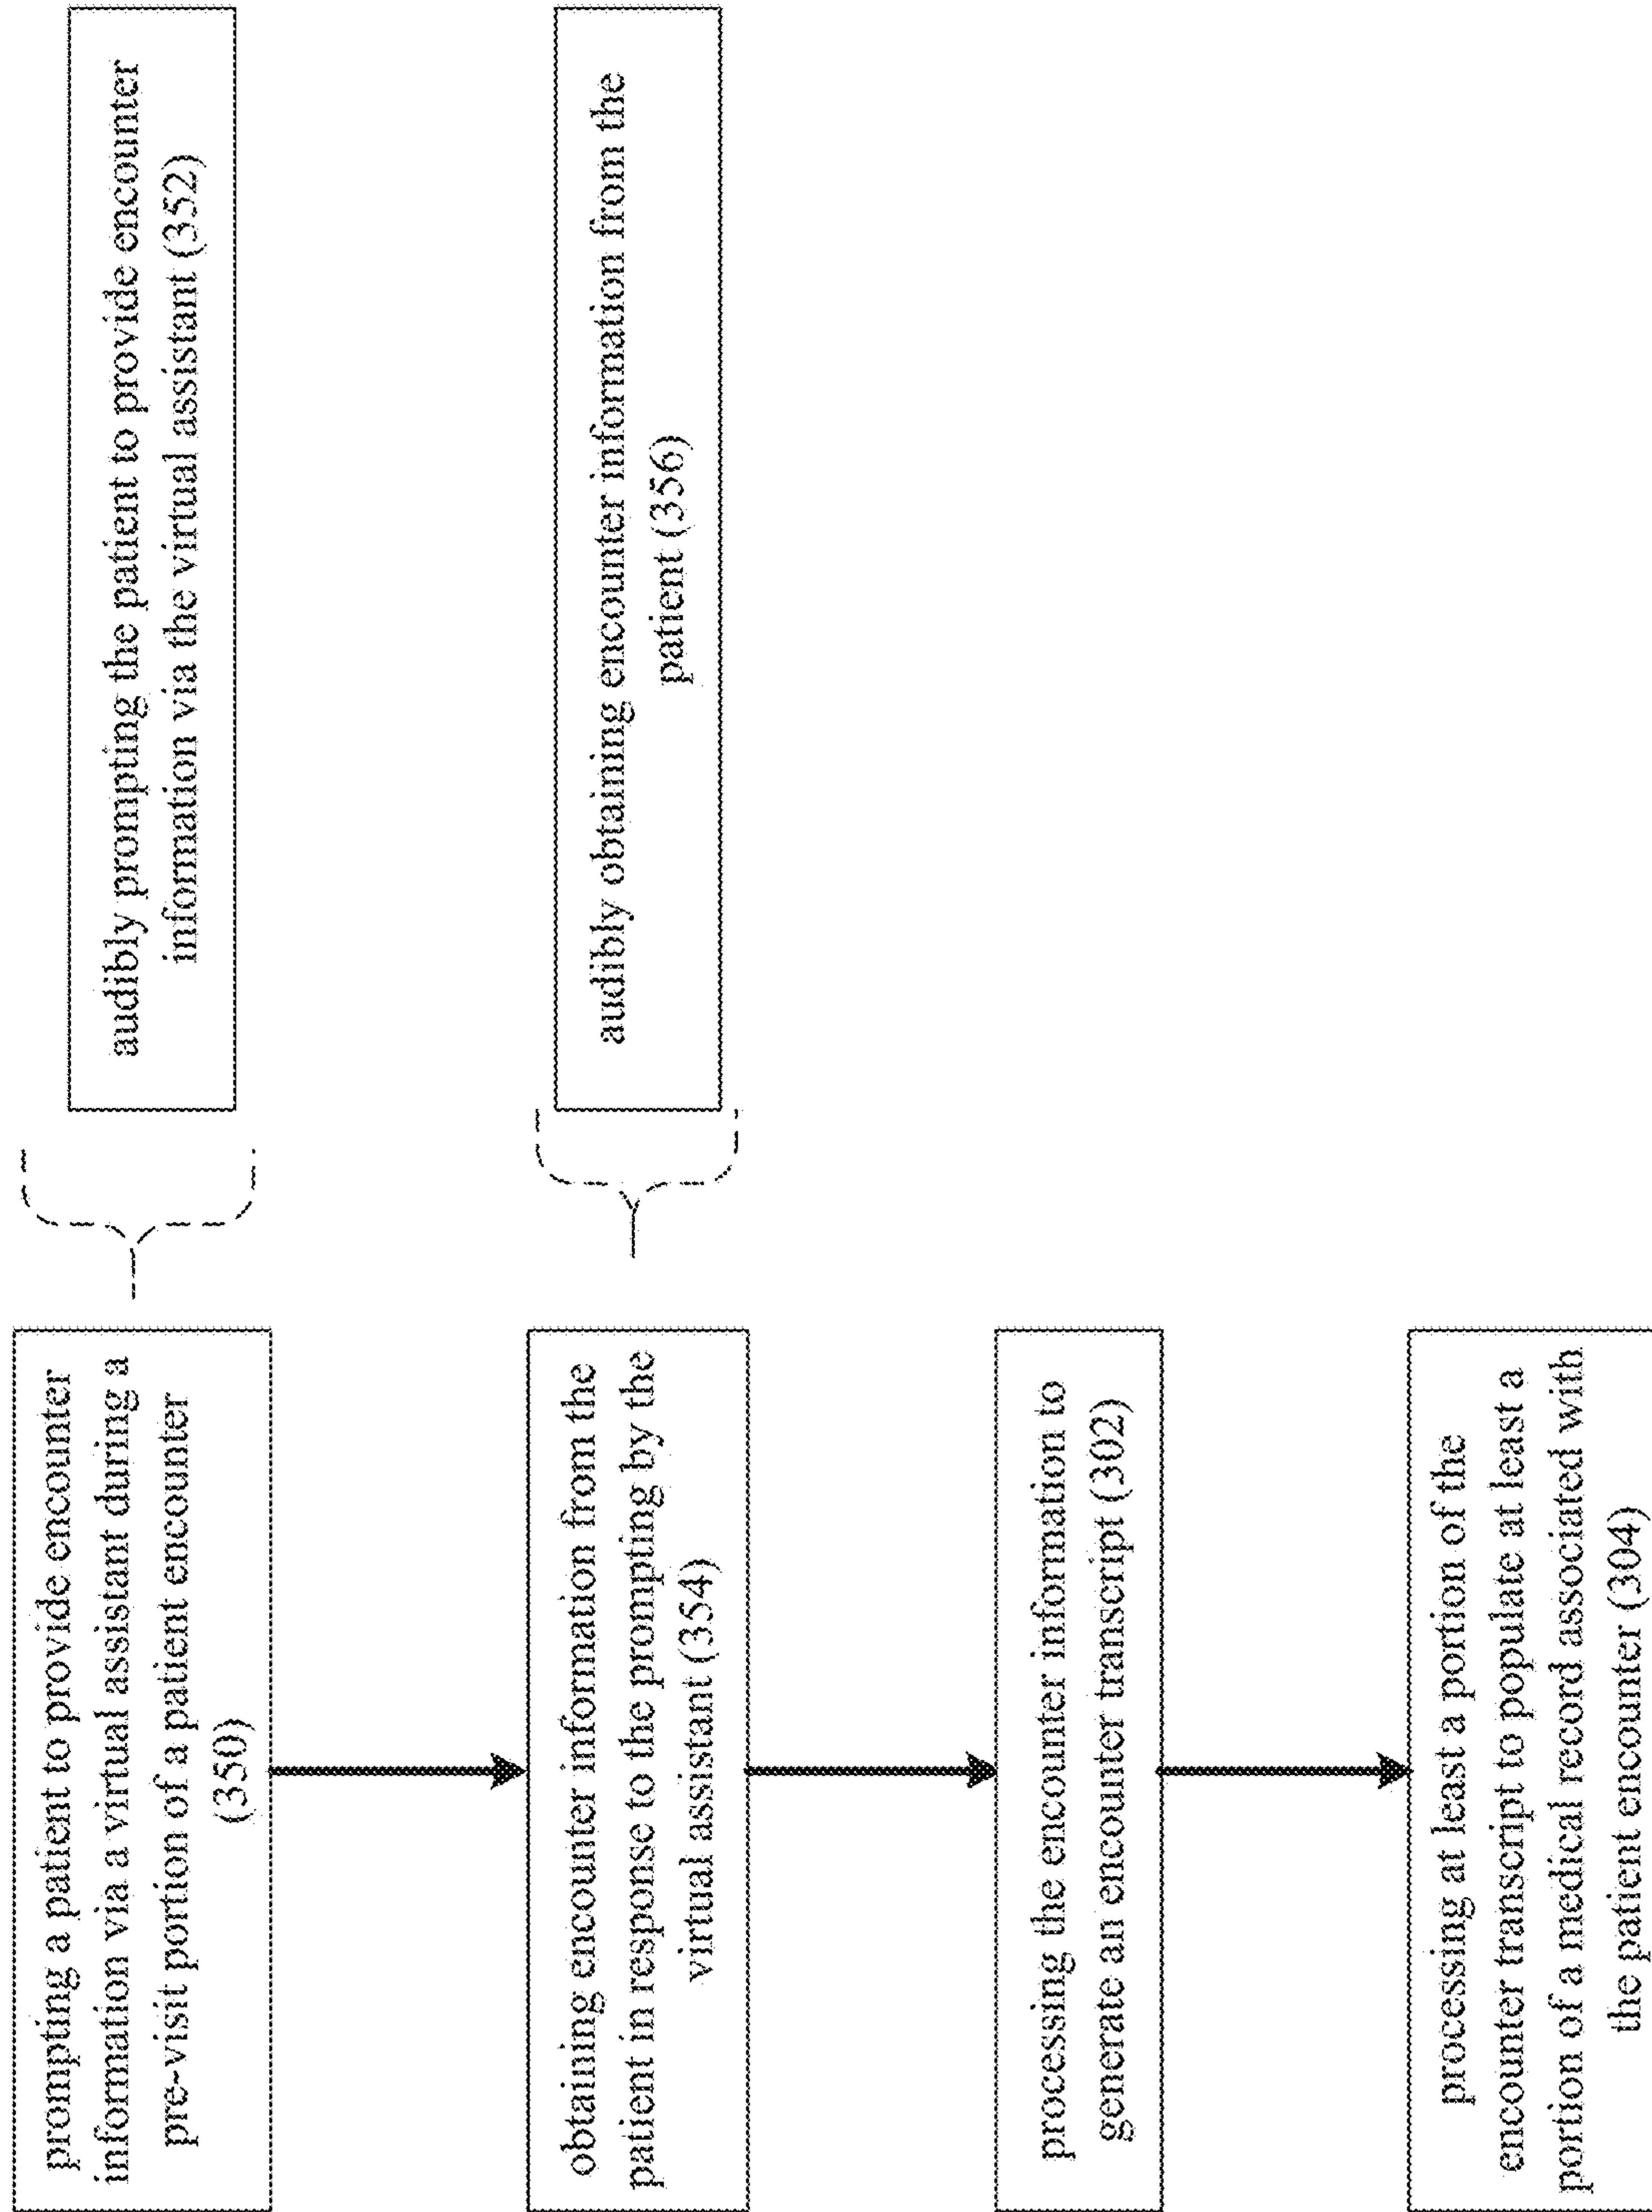 prompting a patient to provide encounter
information via a virtual assistant during a
pre-visit portion of a patient encounter
(350)
audibly prompting the patient to provide encounter
information via the virtual assistant (352)
obtaining encounter information from the
patient in response to the prompting by the
virtual assistant (354)
audibly obtaining encounter information from the
patient (356)
processing the encounter information to
generate an encounter transcript (302)
processing at least a portion of the
encounter transcript to populate at least a
portion of a medical record associated with
the patient encounter (304)